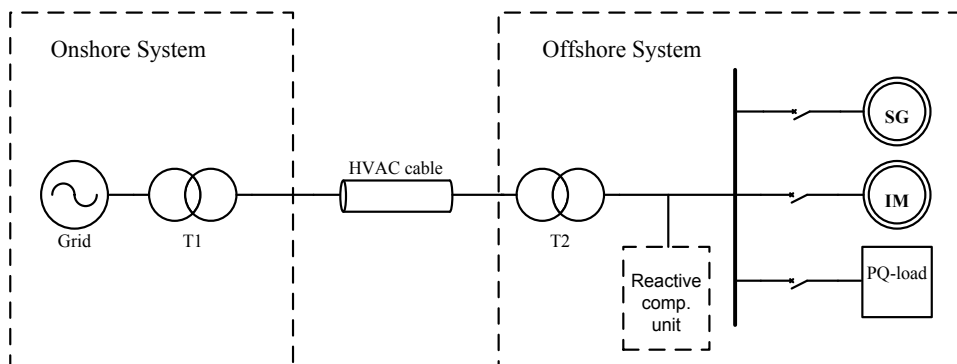 Onshore System
Offshore System
SG
HVAC cable
IM
Grid
T1
T2
PQ-load
Reactive
comp.
unit